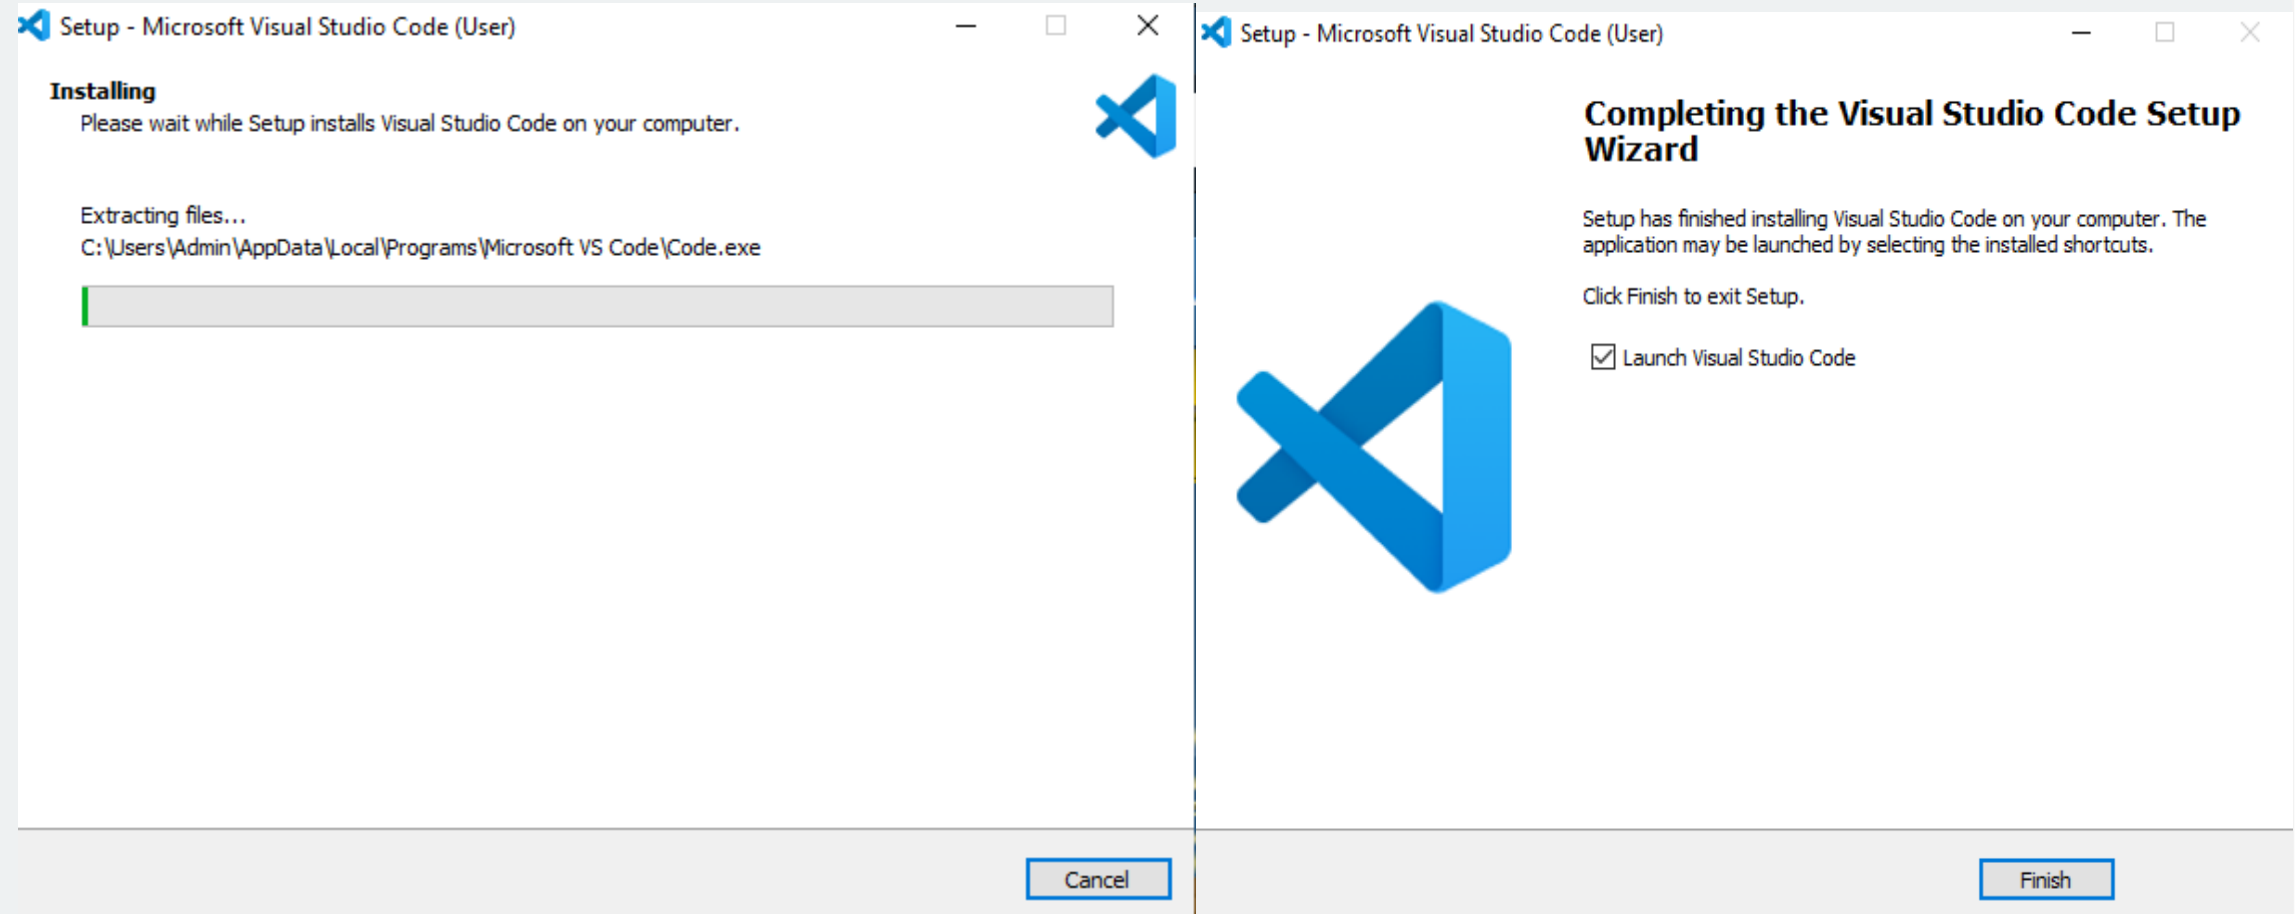 Setup - Microsoft Visual Studio Code (User)
Installing
Please wait while Setup installs Visual Studio Code on your computer.
Extracting files...
C:\Users\Admin\AppData\Local\Programs\Microsoft VS Code\Code.exe
Cancel
Setup - Microsoft Visual Studio Code (User)
Completing the Visual Studio Code Setup
Wizard
Setup has finished installing Visual Studio Code on your computer. The
application may be launched by selecting the installed shortcuts.
Click Finish to exit Setup.
Launch Visual Studio Code
Finish